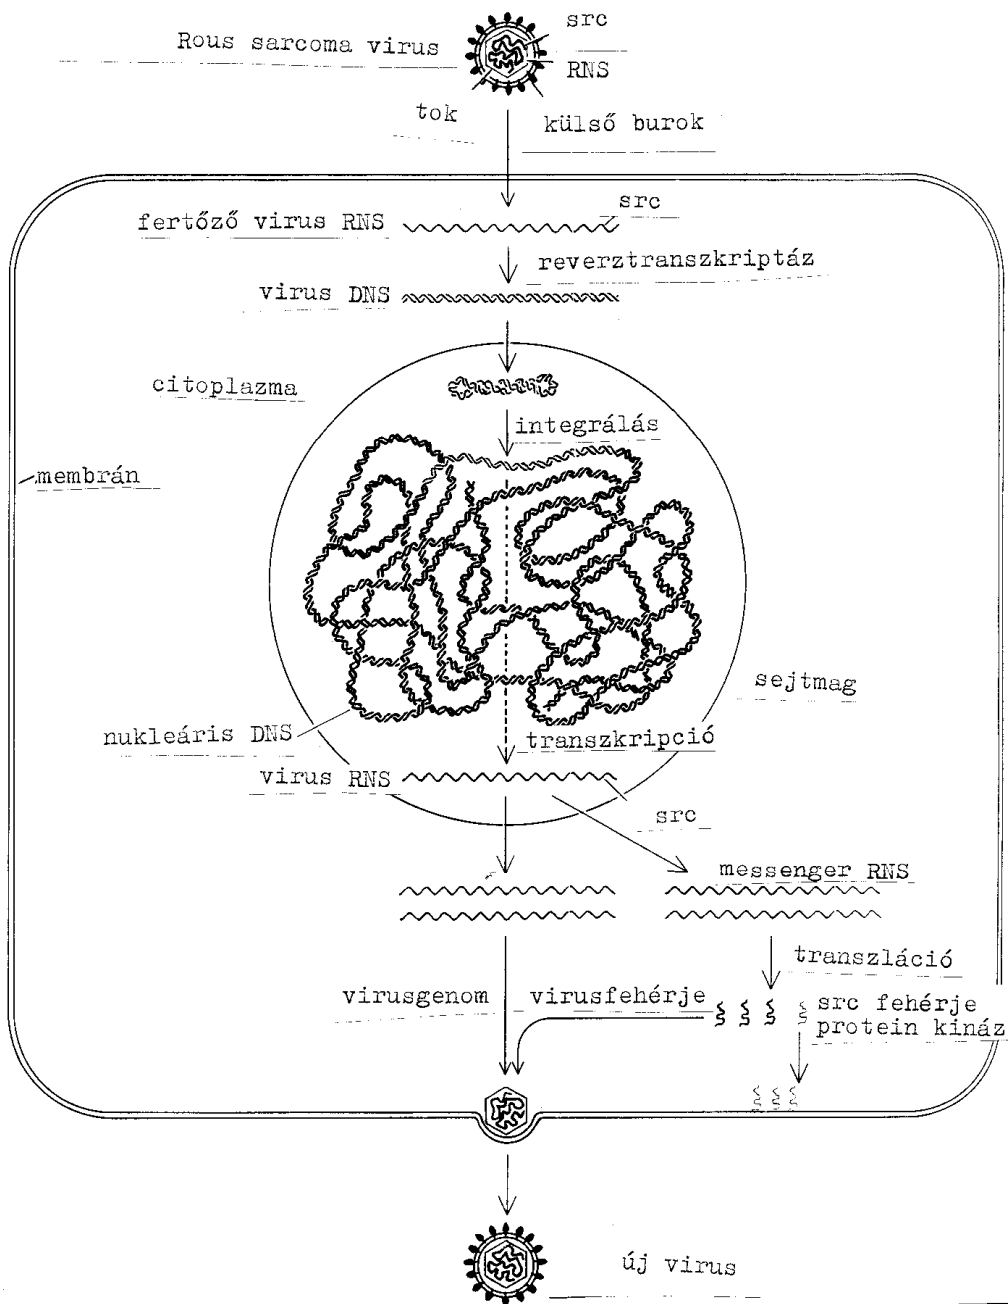 src
Rous sarcoma virus
RNS
tok
külső burok
src
fertőző virus RNS
reverztranszkriptáz
virus DNS
citoplazma
integrálás
membrán
sejtmag
nukleáris DNS
transzkripció
virus RNS
src
messenger RNS
transzláció
virusgenom
virusfehérje
src fehérje
protein kináz
új virus